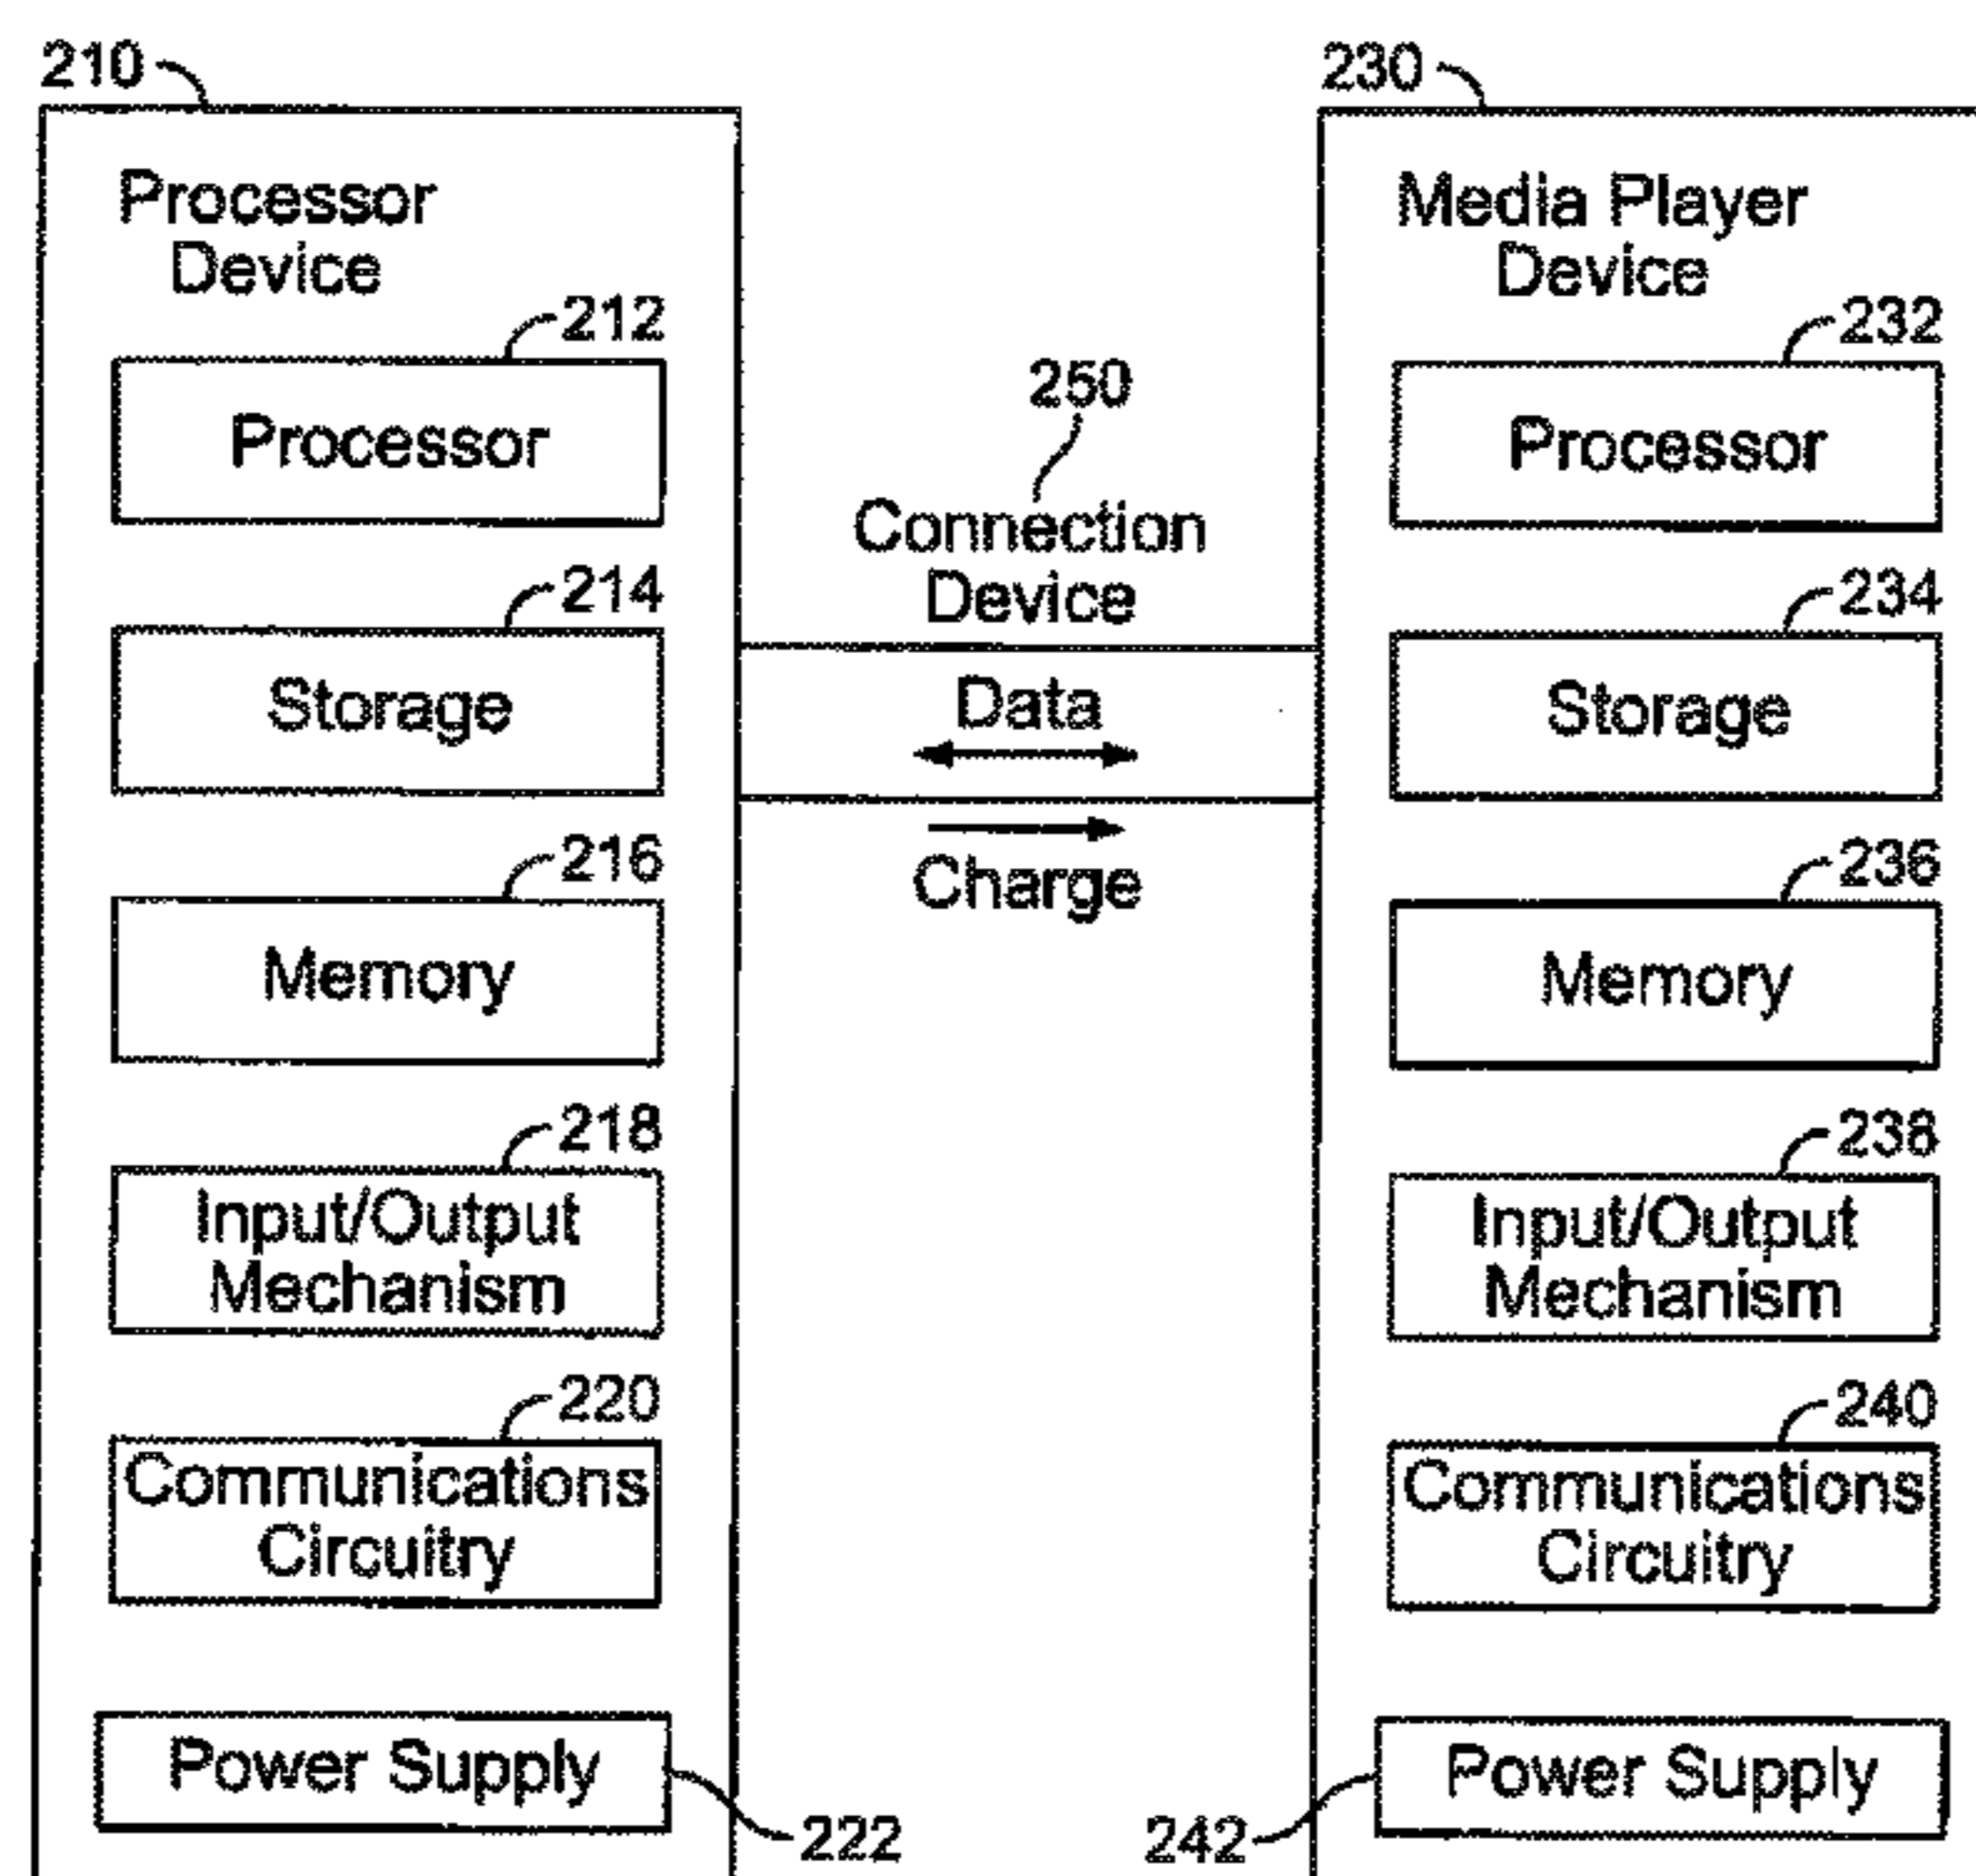 210
Processor
Device
212
Processor
214
Storage
216
Memory
218
Input/Output
Mechanism
220
Communications
Circuitry
Power Supply
222
250
Connection
Device
Data
Charge
230
Media Player
Device
232
Processor
234
Storage
236
Memory
238
Input/Output
Mechanism
240
Communications
Circuitry
Power Supply
242